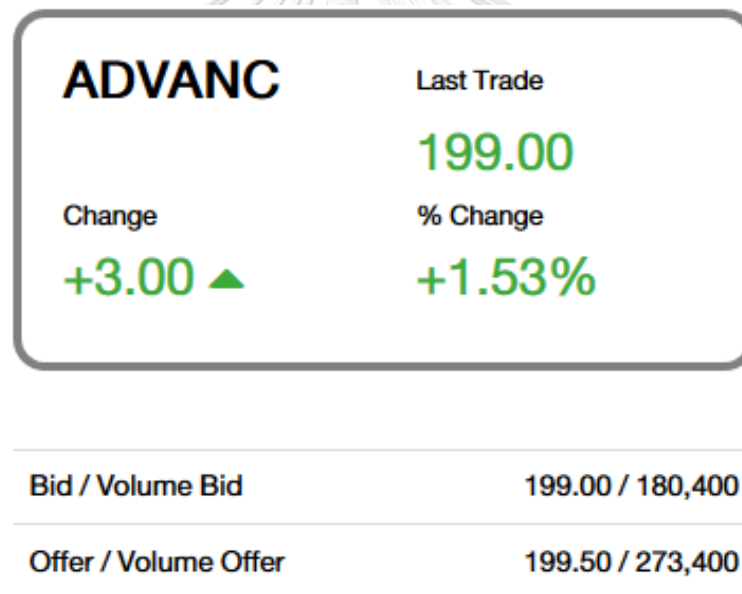 ADVANC
Last Trade
199.00
Change
% Change
+3.00
+1.53%
Bid / Volume Bid
199.00 / 180,400
Offer / Volume Offer
199.50 / 273,400